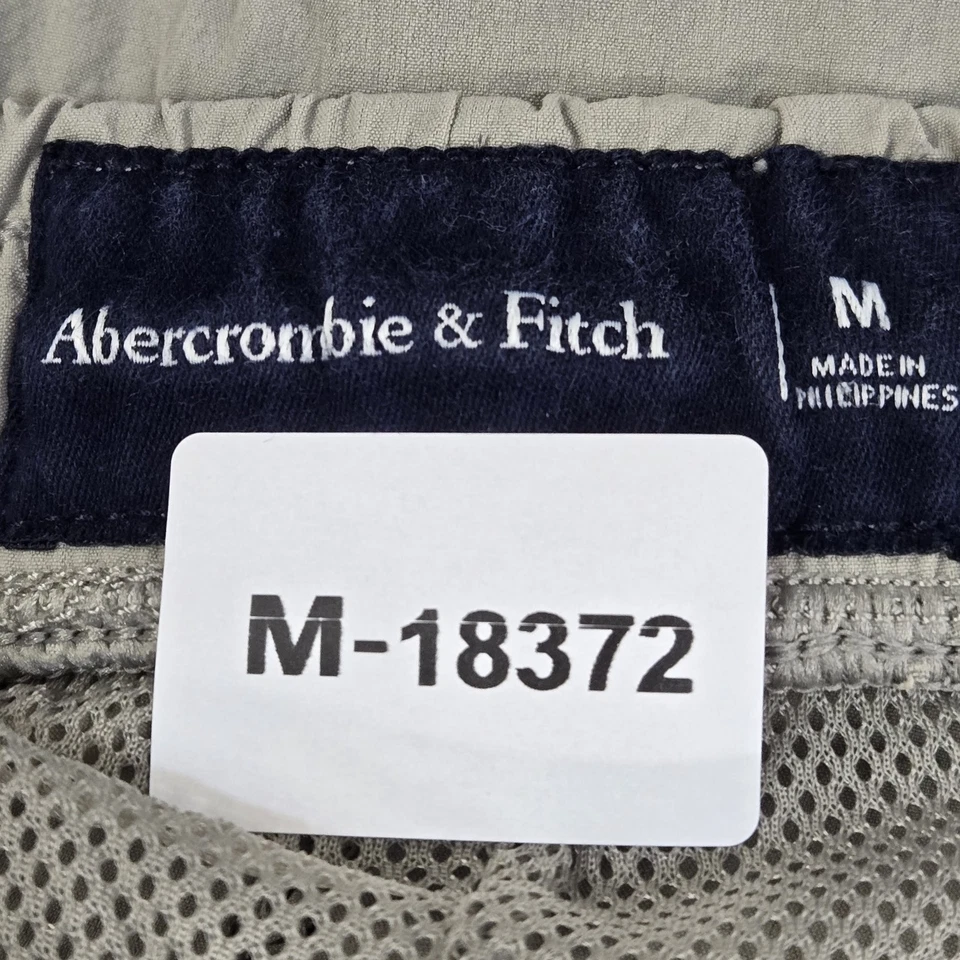 Abercrombie & Fitch
M
MADE IN
PHILIPPINES
M-18372